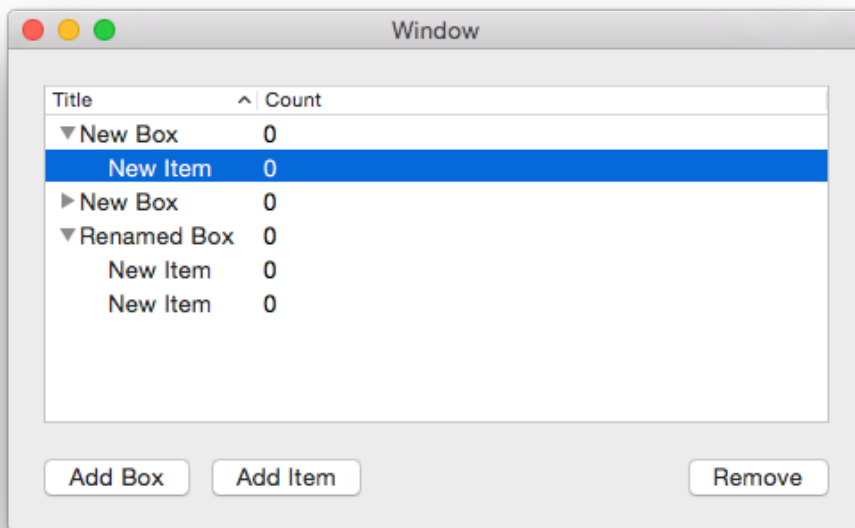 Window
Title Count
New Box 0
New Item 0
New Box 0
Renamed Box 0
New Item 0
New Item 0
Add Box Add Item Remove